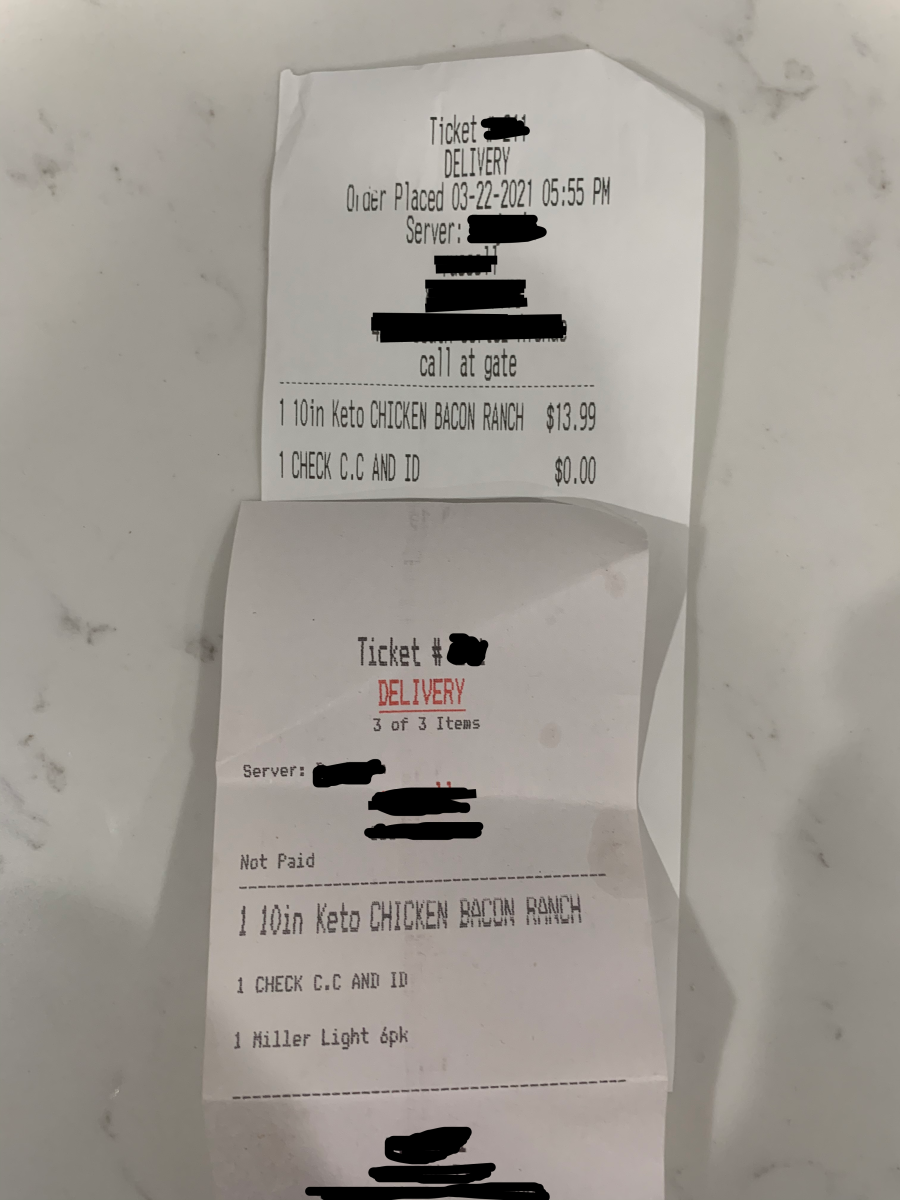 Ticket #
DELIVERY
Order Placed 03-22-2021 05:55 PM
Server:
call at gate
1 10in Keto CHICKEN BACON RANCH $13.99
1 CHECK C.C AND ID $0.00
Ticket #
DELIVERY
3 of 3 Items
Server:
Not Paid
1 10in Keto CHICKEN BACON RANCH
1 CHECK C.C AND ID
1 Miller Light 6pk